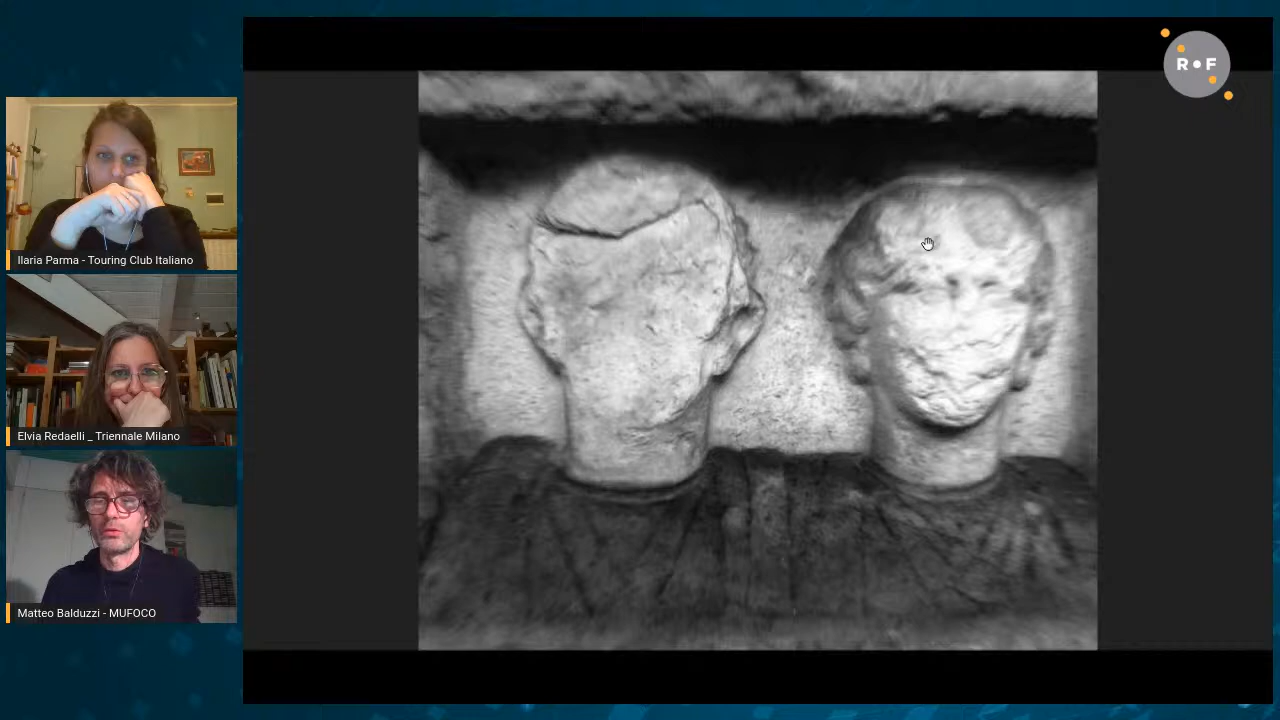 Ilaria Parma - Touring Club Italiano
Elvia Redaelli _ Triennale Milano
Matteo Balduzzi - MUFOCO
R•F